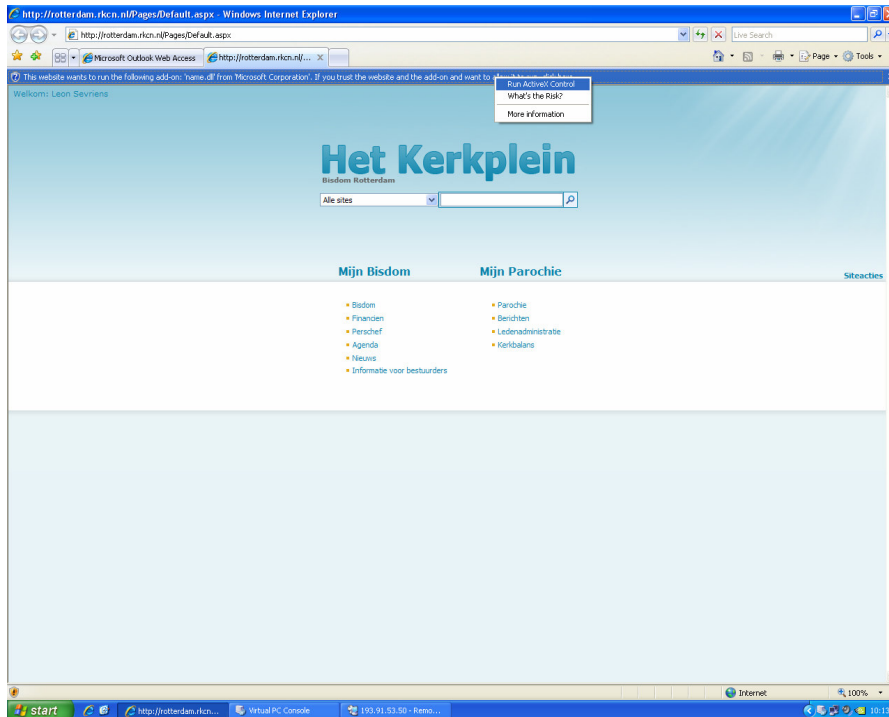 http://rotterdam.rkcn.nl/Pages/Default.aspx - Windows Internet Explorer
http://rotterdam.rkcn.nl/Pages/Default.aspx Live Search
Microsoft Outlook Web Access http://rotterdam.rkcn.nl/... Page Tools
This website wants to run the following add-on: 'name.dll' from 'Microsoft Corporation'. If you trust the website and the add-on and want to
Run ActiveX Control
What's the Risk?
More information
Welkom: Leon Sevriens
Het Kerkplein
Bisdom Rotterdam
Alle sites
Mijn Bisdom Mijn Parochie
Siteacties
Bisdom Parochie
Financien Berichten
Perschef Ledenadministratie
Agenda Kerkbalans
Nieuws
Informatie voor bestuurders
Internet 100%
start http://rotterdam.rkcn... Virtual PC Console 193.91.53.50 - Remo... 10:13